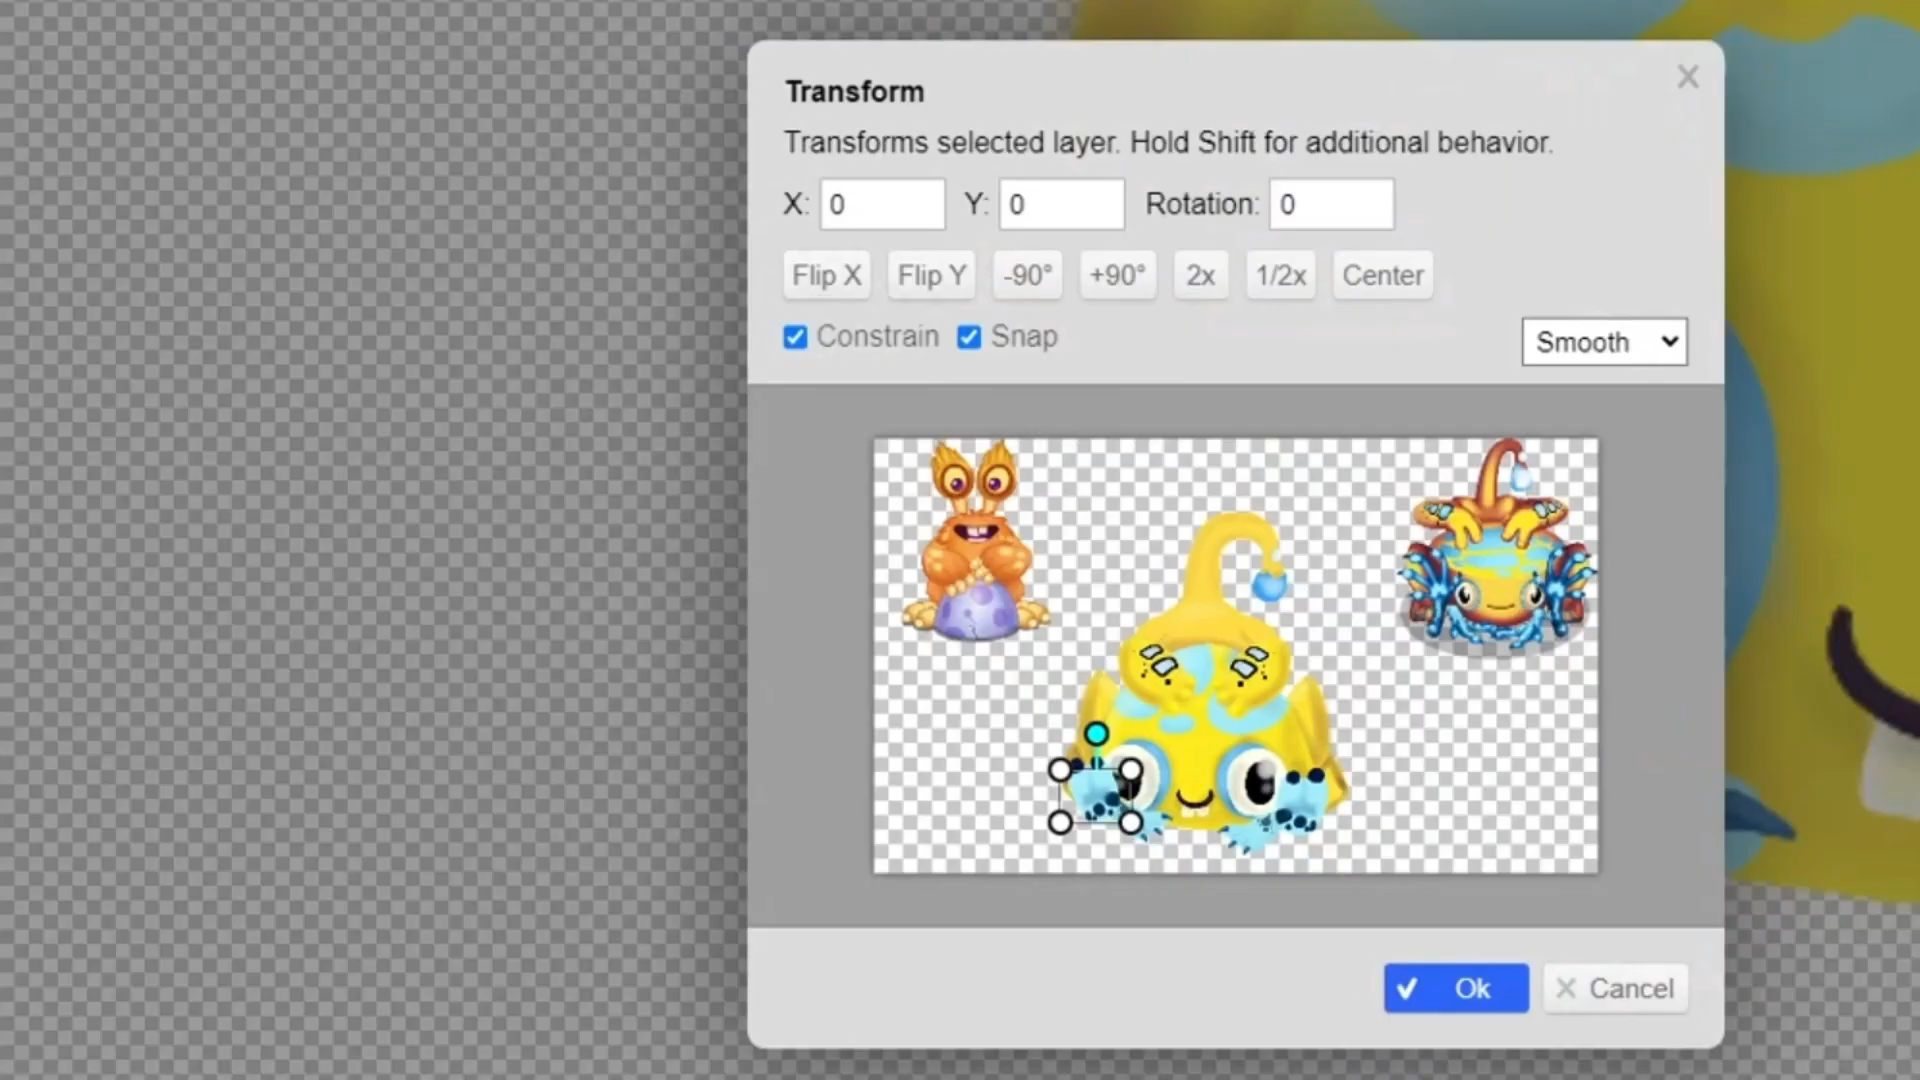 Transform
X
Transforms selected layer. Hold Shift for additional behavior.
X: 0 Y: 0 Rotation: 0
Flip X Flip Y -90° +90° 2x 1/2x Center
Constrain Snap Smooth
Ok Cancel